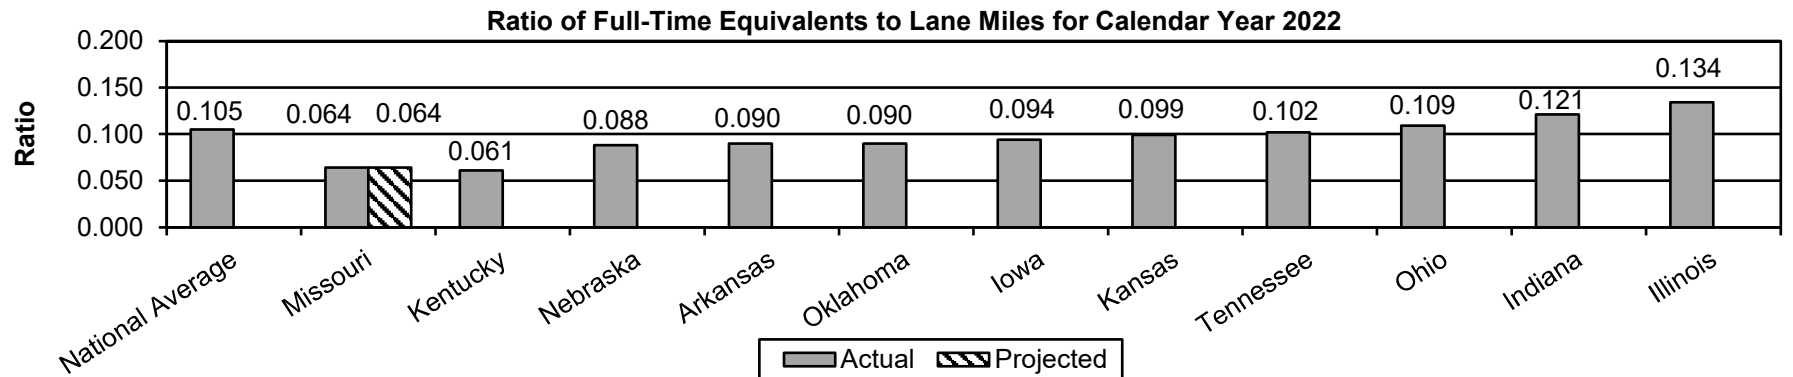 Ratio of Full-Time Equivalents to Lane Miles for Calendar Year 2022
Ratio
0.200
0.150
0.100
0.050
0.000
0.105
0.064
0.064
0.061
0.088
0.090
0.090
0.094
0.099
0.102
0.109
0.121
0.134
National Average
Missouri
Kentucky
Nebraska
Arkansas
Oklahoma
Iowa
Kansas
Tennessee
Ohio
Indiana
Illinois
Actual
Projected